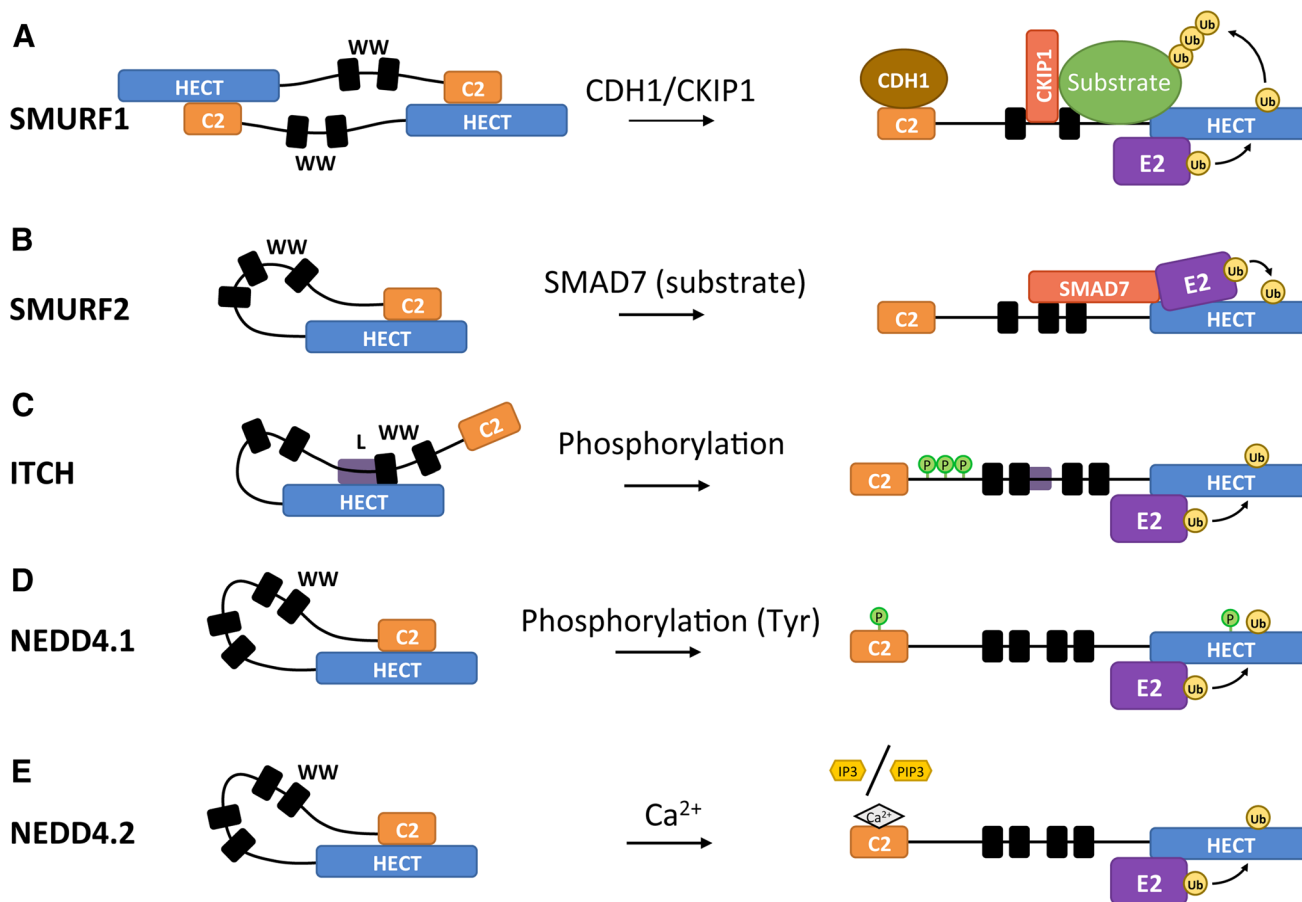 A
SMURF1
WW
HECT
C2
C2
HECT
WW
CDH1/CKIP1
CDH1
C2
CKIP1
Substrate
Ub
Ub
Ub
Ub
HECT
E2
Ub
B
SMURF2
WW
C2
HECT
SMAD7 (substrate)
C2
SMAD7
E2
Ub
Ub
HECT
C
ITCH
L
WW
C2
HECT
Phosphorylation
C2
P
P
P
Ub
HECT
E2
Ub
D
NEDD4.1
WW
C2
HECT
Phosphorylation (Tyr)
P
C2
P
Ub
HECT
E2
Ub
E
NEDD4.2
WW
C2
HECT
Ca²⁺
IP3
PIP3
Ca²⁺
C2
Ub
HECT
E2
Ub